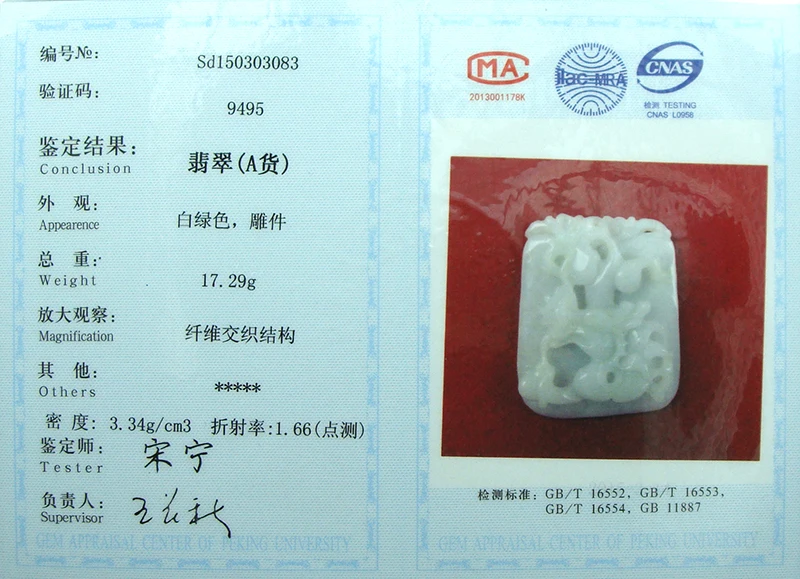 编号№: Sd150303083
验证码: 9495
鉴定结果: 翡翠(A货)
Conclusion
外 观: 白绿色，雕件
Appearence
总 重: 17.29g
Weight
放大观察: 纤维交织结构
Magnification
其 他: *****
Others
密 度: 3.34g/cm3 折射率:1.66(点测)
鉴定师: 宋宁
Tester
负责人:
Supervisor
GEM APPRAISAL CENTER OF PEKING UNIVERSITY
MA
2013001178K
ilac-MRA
CNAS
检测 TESTING
CNAS L0958
检测标准: GB/T 16552, GB/T 16553,
GB/T 16554, GB 11887
GEM APPRAISAL CENTER OF PEKING UNIVERSITY